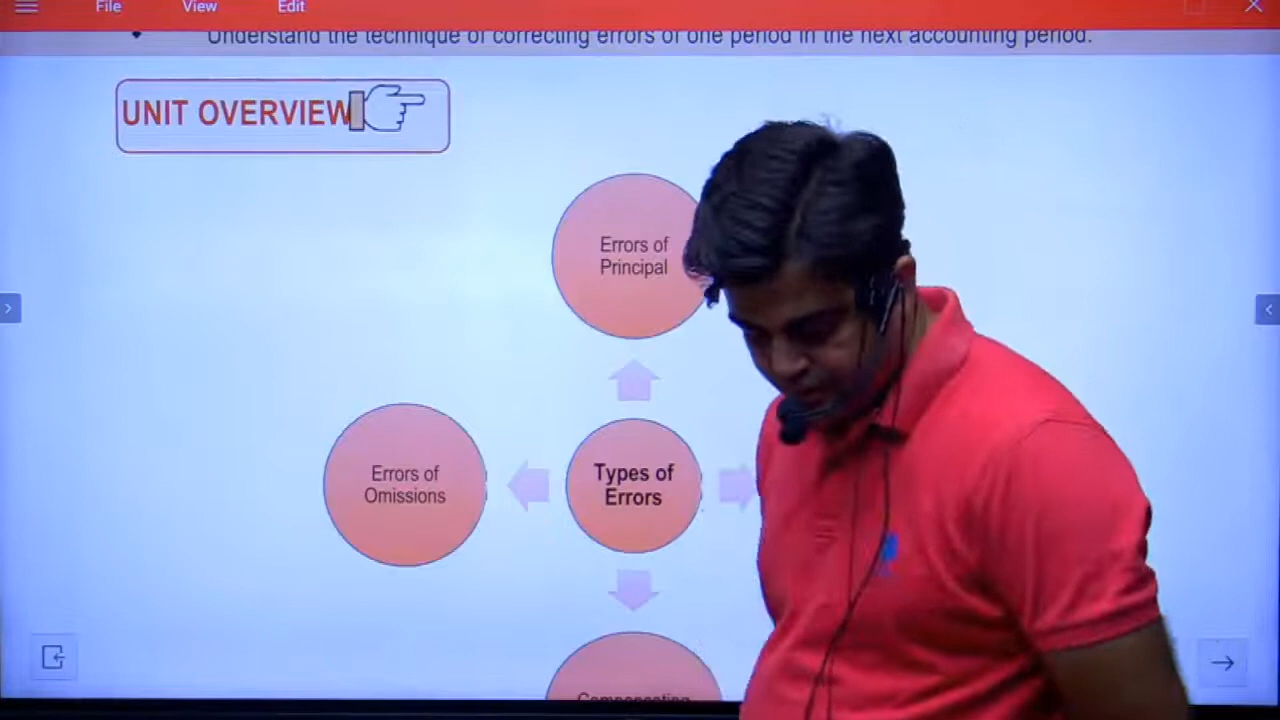 File View Edit
Understand the technique of correcting errors of one period in the next accounting period.
UNIT OVERVIEW
Errors of
Principal
Errors of
Omissions
Types of
Errors
Compensating